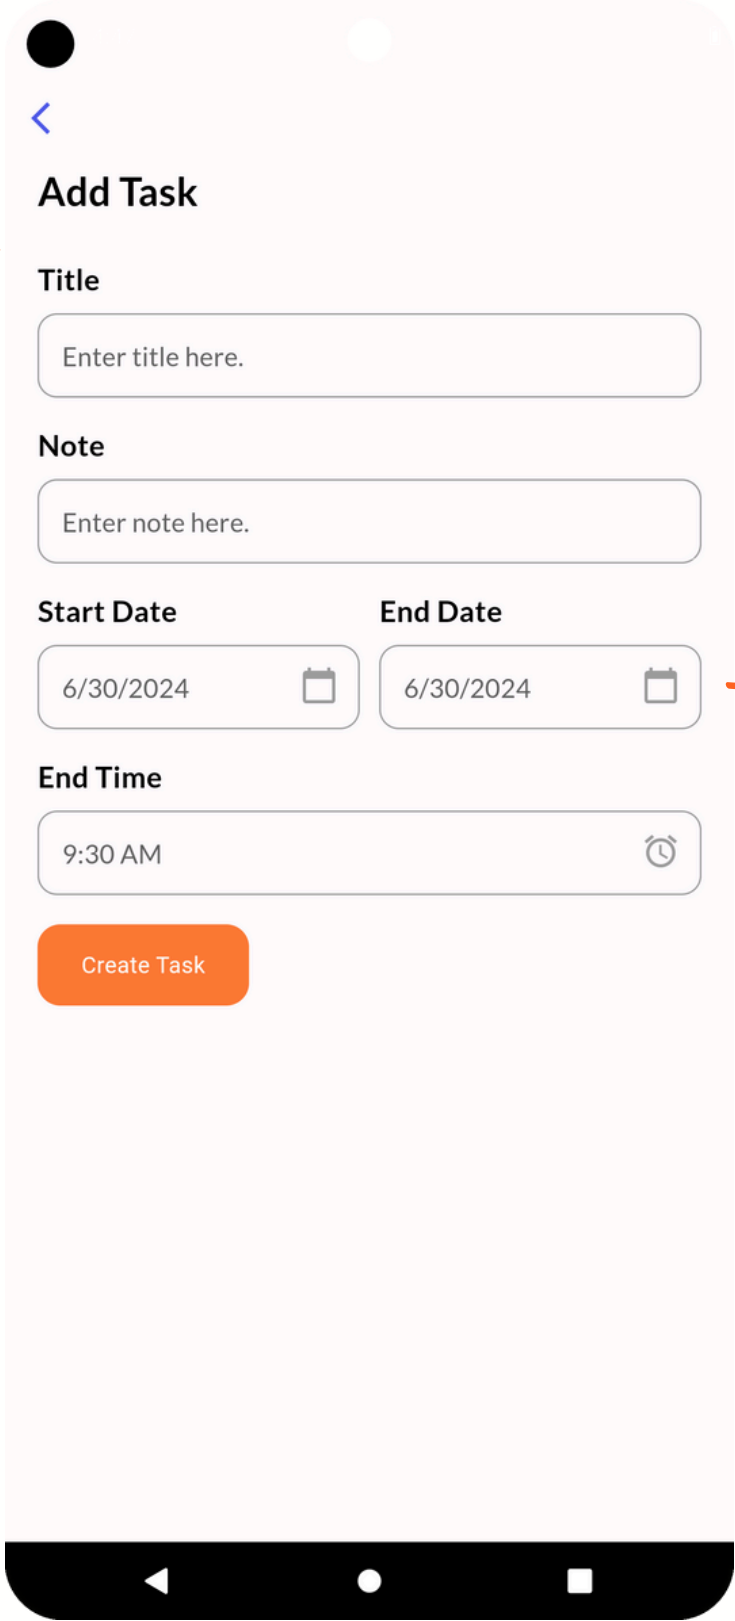 Add Task
Title
Enter title here.
Note
Enter note here.
Start Date End Date
6/30/2024 6/30/2024
End Time
9:30 AM
Create Task